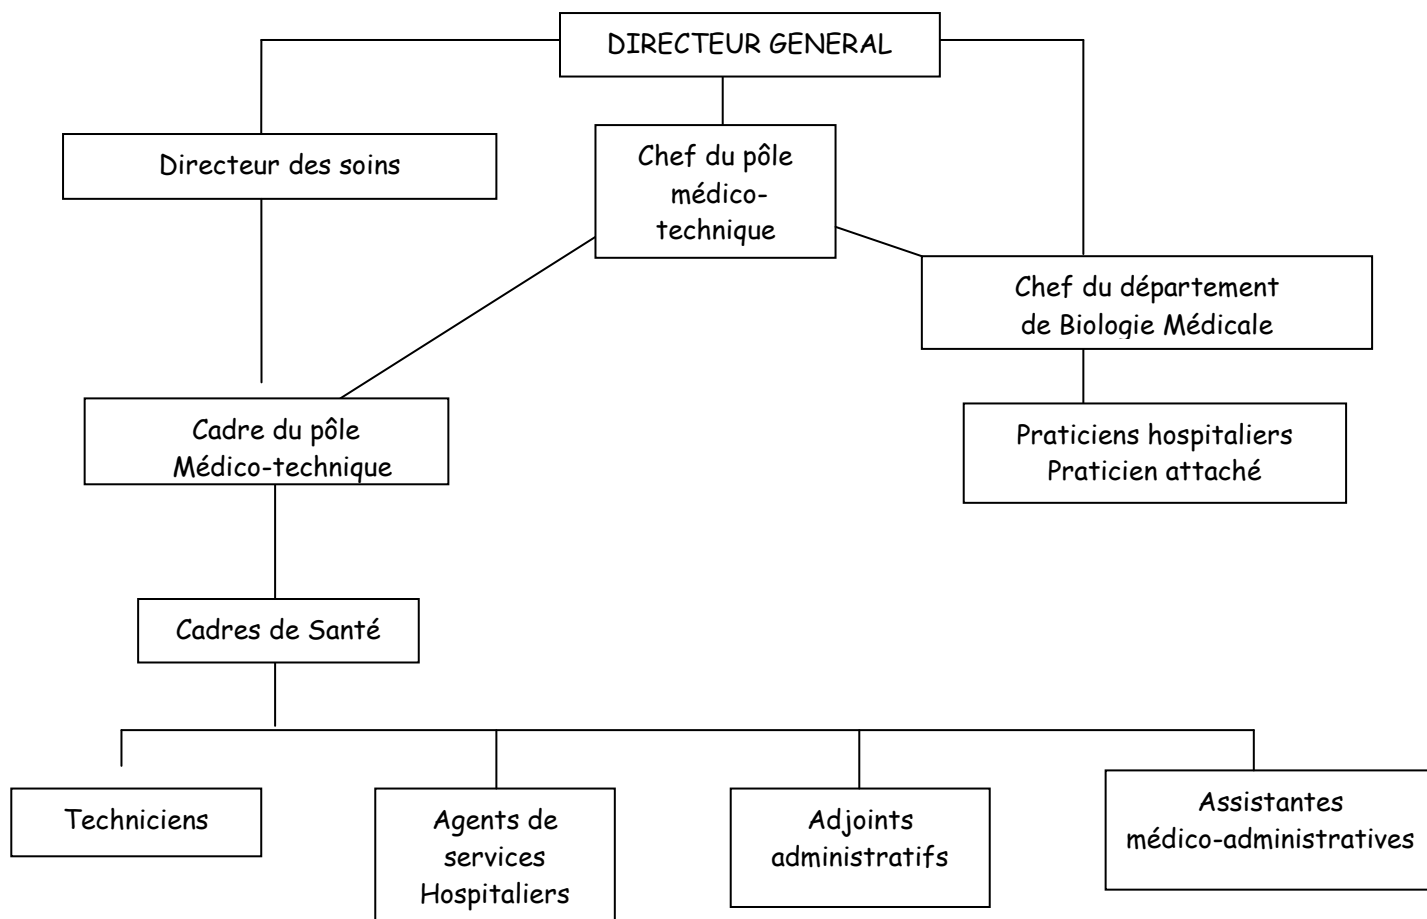 DIRECTEUR GENERAL
Directeur des soins
Chef du pôle
médico-
technique
Chef du département
de Biologie Médicale
Cadre du pôle
Médico-technique
Praticiens hospitaliers
Praticien attaché
Cadres de Santé
Techniciens
Agents de
services
Hospitaliers
Adjoints
administratifs
Assistantes
médico-administratives